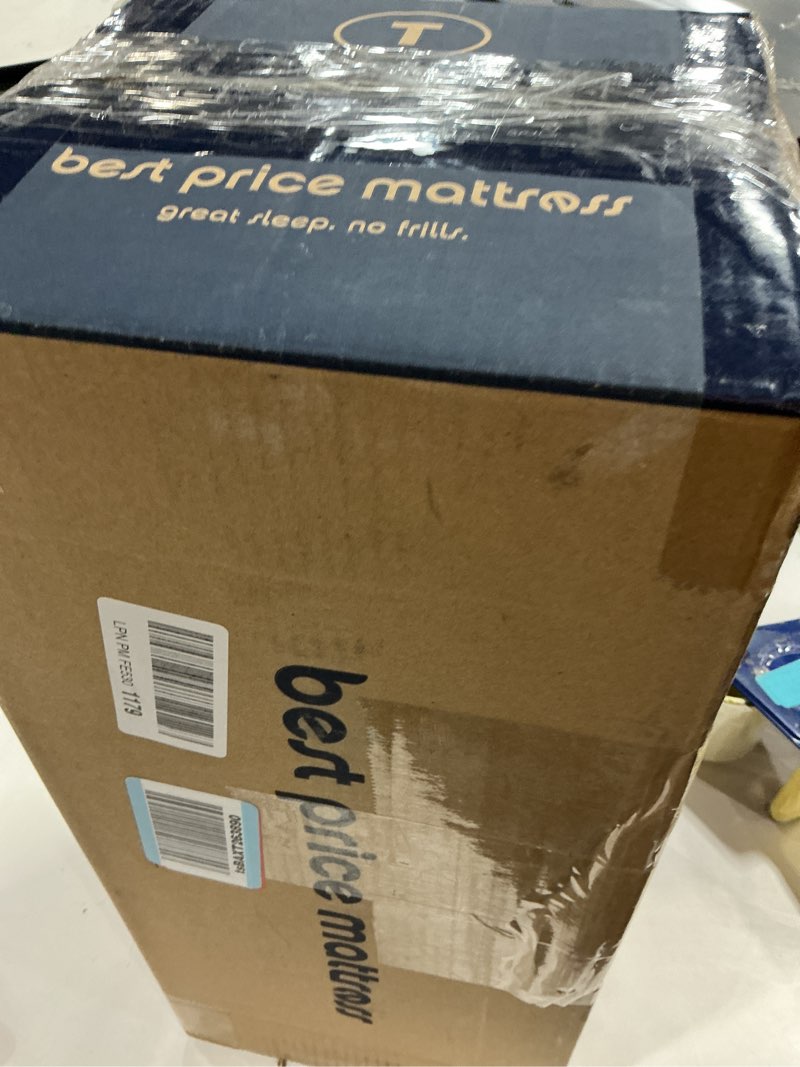 T
best price mattress
great sleep. no frills.
LPN PM FE530 1179
best price mattress